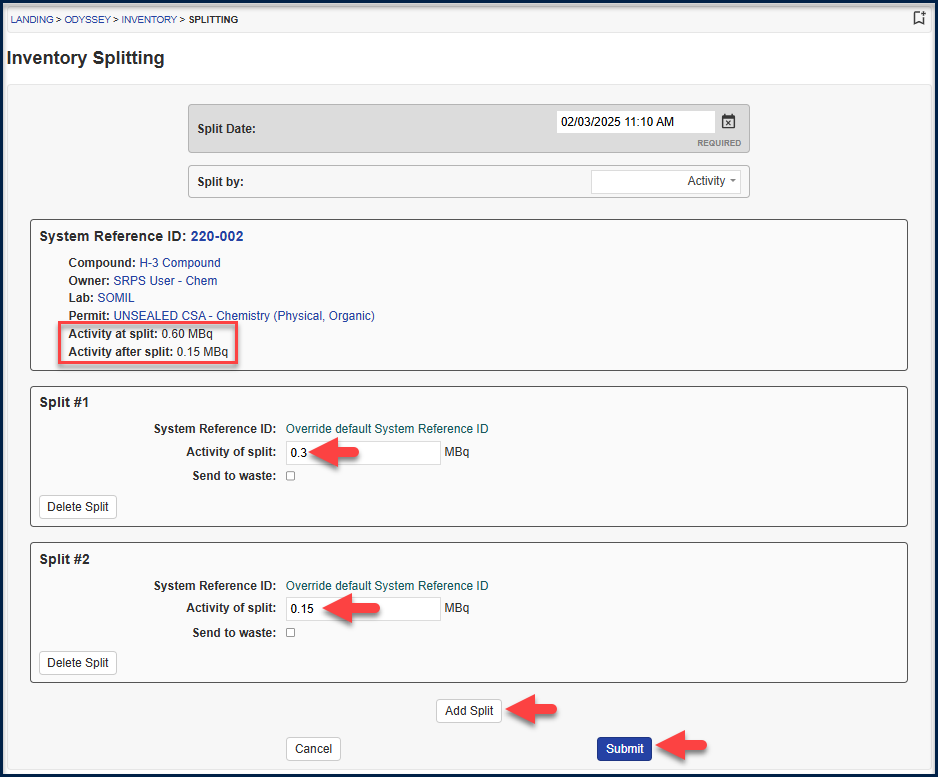 LANDING > ODYSSEY > INVENTORY > SPLITTING
Inventory Splitting
Split Date: 02/03/2025 11:10 AM
REQUIRED
Split by: Activity
System Reference ID: 220-002
Compound: H-3 Compound
Owner: SRPS User - Chem
Lab: SOMIL
Permit: UNSEALED CSA - Chemistry (Physical, Organic)
Activity at split: 0.60 MBq
Activity after split: 0.15 MBq
Split #1
System Reference ID: Override default System Reference ID
Activity of split: 0.3 MBq
Send to waste:
Delete Split
Split #2
System Reference ID: Override default System Reference ID
Activity of split: 0.15 MBq
Send to waste:
Delete Split
Add Split
Cancel Submit